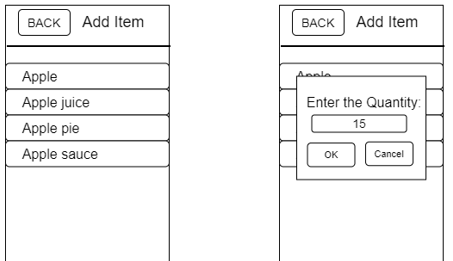 BACK Add Item
Apple
Apple juice
Apple pie
Apple sauce
BACK Add Item
Apple
Enter the Quantity:
15
OK Cancel